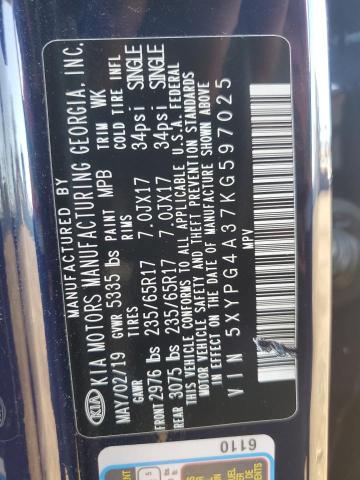 MANUFACTURED BY
KIA MOTORS MANUFACTURING GEORGIA, INC.
MAY/02/19 GVWR 5335 lbs PAINT MPB TRIM WK
GAWR TIRES RIMS COLD TIRE INFL
FRONT 2976 lbs 235/65R17 7.0JX17 34psi SINGLE
REAR 3075 lbs 235/65R17 7.0JX17 34psi SINGLE
THIS VEHICLE CONFORMS TO ALL APPLICABLE U.S.A. FEDERAL
MOTOR VEHICLE SAFETY AND THEFT PREVENTION STANDARDS
IN EFFECT ON THE DATE OF MANUFACTURE SHOWN ABOVE
VIN 5XYPG4A37KG597025
MPV
KIA
6110